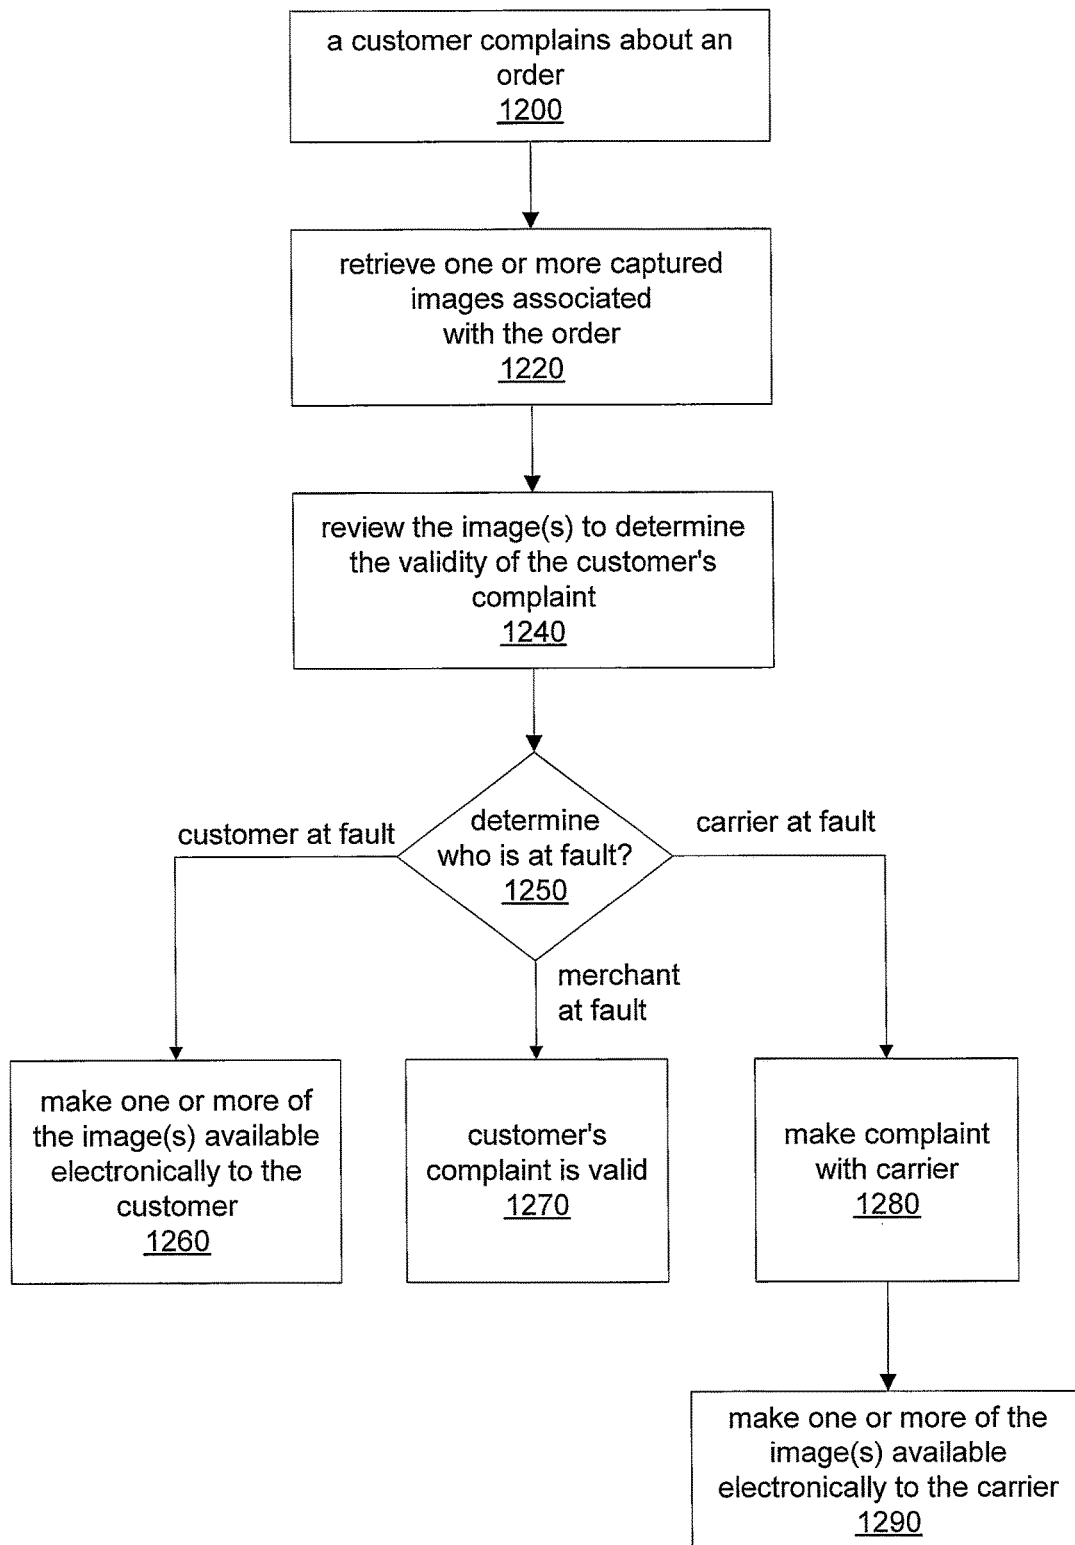 a customer complains about an
order
1200
retrieve one or more captured
images associated
with the order
1220
review the image(s) to determine
the validity of the customer's
complaint
1240
determine
who is at fault?
1250
customer at fault
carrier at fault
merchant
at fault
make one or more of
the image(s) available
electronically to the
customer
1260
customer's
complaint is valid
1270
make complaint
with carrier
1280
make one or more of the
image(s) available
electronically to the carrier
1290